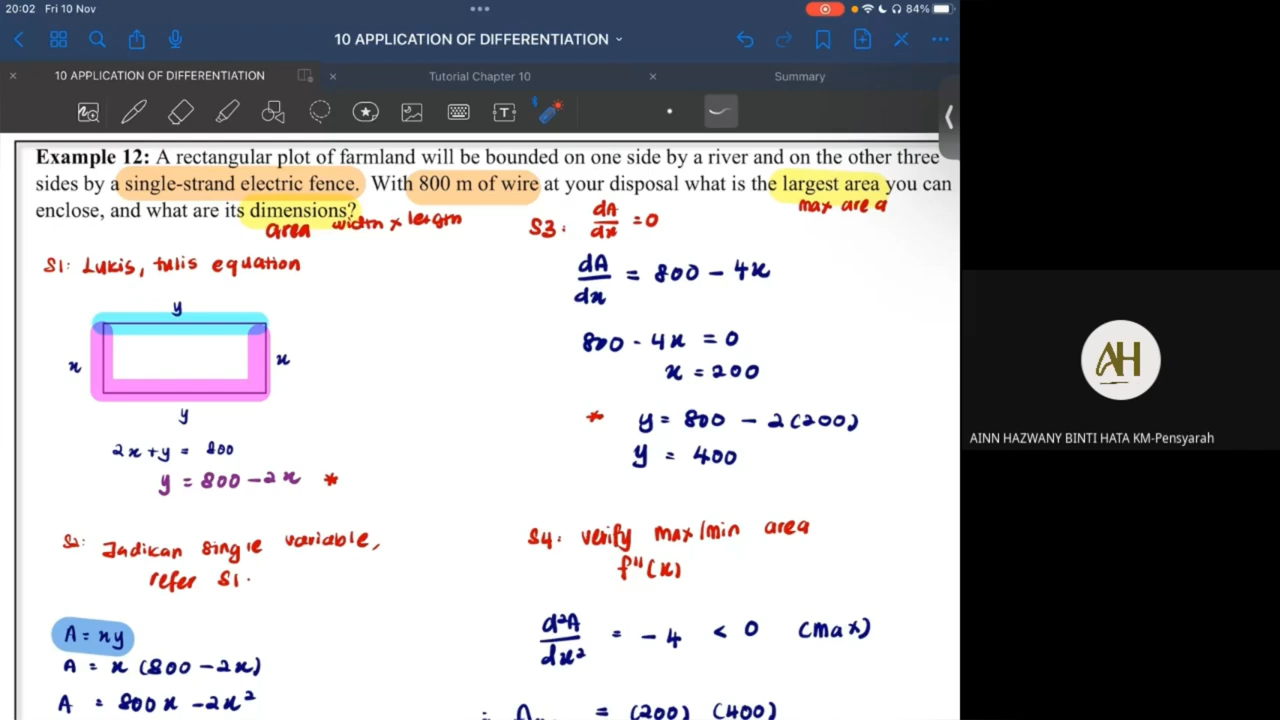 20:02 Fri 10 Nov
84%
10 APPLICATION OF DIFFERENTIATION
10 APPLICATION OF DIFFERENTIATION
Tutorial Chapter 10
Summary
Example 12: A rectangular plot of farmland will be bounded on one side by a river and on the other three
sides by a single-strand electric fence. With 800 m of wire at your disposal what is the largest area you can
enclose, and what are its dimensions?
max area
area width x length
S1: Lukis, tulis equation
y
x
x
y
2x + y = 800
y = 800 - 2x *
S2: Jadikan single variable,
refer S1.
A = xy
A = x (800 - 2x)
A = 800x - 2x²
S3: dA/dx = 0
dA/dx = 800 - 4x
800 - 4x = 0
x = 200
* y = 800 - 2(200)
y = 400
S4: verify max/min area
f''(x)
d²A/dx² = -4 < 0 (max)
= (200) (400)
AH
AINN HAZWANY BINTI HATA KM-Pensyarah